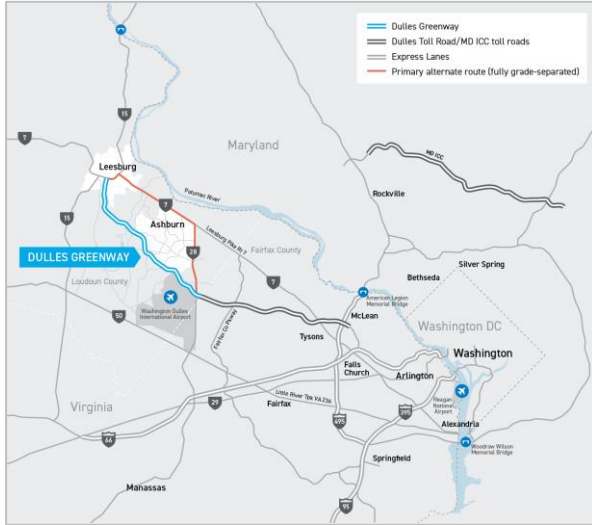 Dulles Greenway
Dulles Toll Road/MD ICC toll roads
Express Lanes
Primary alternate route (fully grade-separated)
15
7
Maryland
MD ICC
Leesburg
Potomac River
Rockville
15
7
Ashburn
Leesburg Pike Rt 7
Fairfax County
28
Silver Spring
DULLES GREENWAY
Loudoun County
7
Bethseda
Washington Dulles
International Airport
American Legion
Memorial Bridge
50
McLean
Fairfax Co Pkwy
Tysons
Washington DC
Washington
Falls
Church
Arlington
Reagan
National
Airport
Virginia
29
Little River Tpk VA 236
Fairfax
495
395
Alexandria
66
Woodrow Wilson
Memorial Bridge
Springfield
Manassas
95